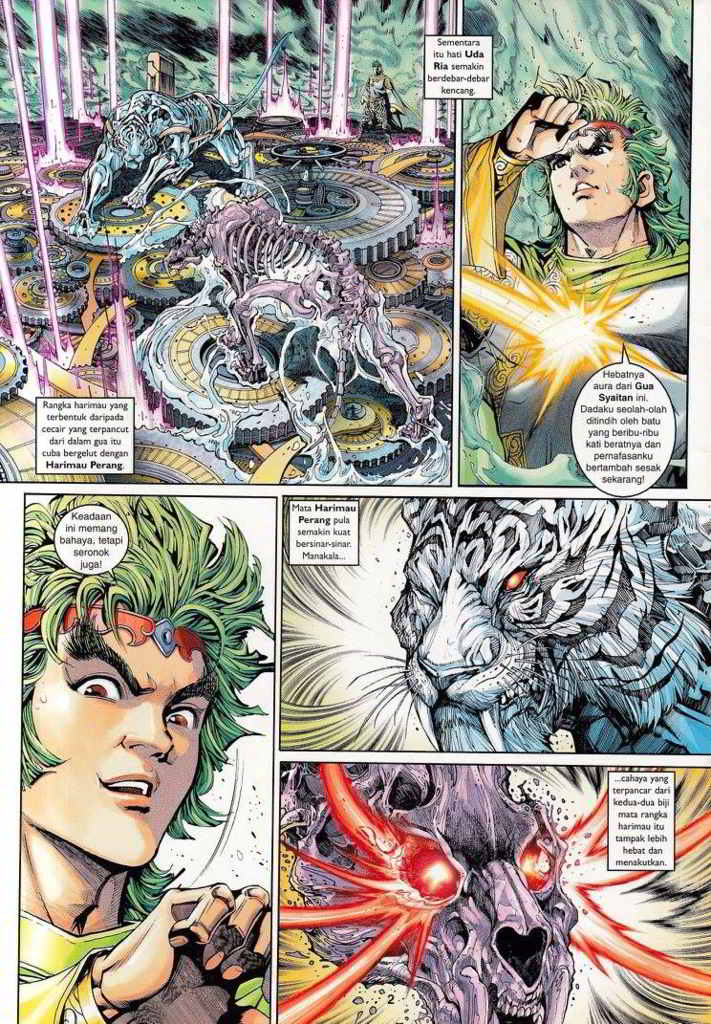 Sementara
itu hati Uda
Ria semakin
berdebar-debar
kencang.
Rangka harimau yang
terbentuk daripada
cecair yang terpancut
dari dalam gua itu
cuba bergelut dengan
Harimau Perang.
Hebatnya
aura dari Gua
Syaitan ini.
Dadaku seolah-olah
ditindih oleh batu
yang beribu-ribu
kati beratnya dan
pernafasanku
bertambah sesak
sekarang!
Keadaan
ini memang
bahaya, tetapi
seronok
juga!
Mata Harimau
Perang pula
semakin kuat
bersinar-sinar.
Manakala...
...cahaya yang
terpancar dari
kedua-dua biji
mata rangka
harimau itu
tampak lebih
hebat dan
menakutkan.
2